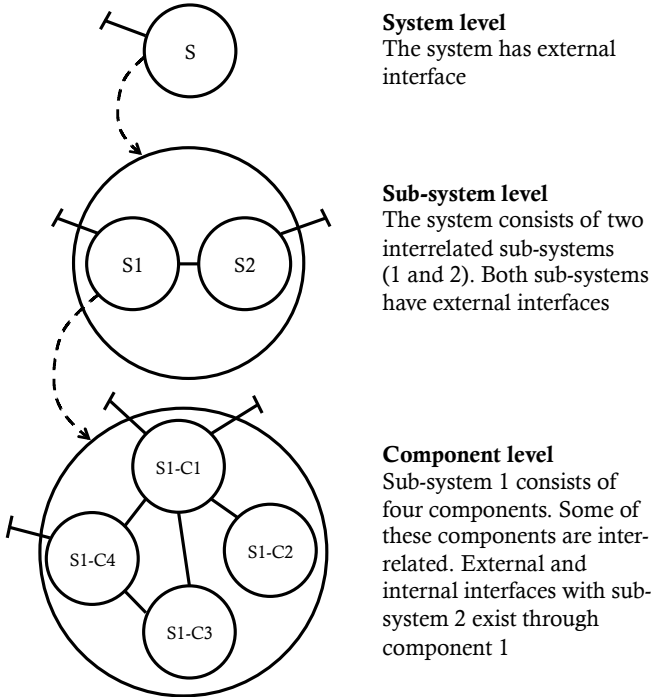 S
System level
The system has external
interface
S1
S2
Sub-system level
The system consists of two
interrelated sub-systems
(1 and 2). Both sub-systems
have external interfaces
S1-C1
S1-C4
S1-C2
S1-C3
Component level
Sub-system 1 consists of
four components. Some of
these components are inter-
related. External and
internal interfaces with sub-
system 2 exist through
component 1